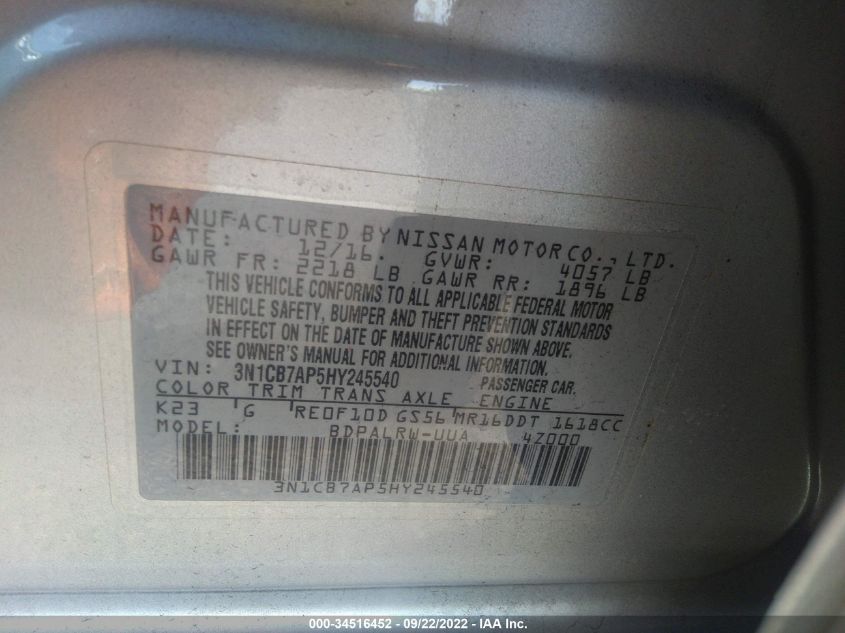 MANUFACTURED BY NISSAN MOTOR CO., LTD.
DATE: 12/16. GVWR: 4057 LB
GAWR FR: 2218 LB GAWR RR: 1896 LB
THIS VEHICLE CONFORMS TO ALL APPLICABLE FEDERAL MOTOR
VEHICLE SAFETY, BUMPER AND THEFT PREVENTION STANDARDS
IN EFFECT ON THE DATE OF MANUFACTURE SHOWN ABOVE.
SEE OWNER'S MANUAL FOR ADDITIONAL INFORMATION.
VIN: 3N1CB7AP5HY245540 PASSENGER CAR.
COLOR TRIM TRANS AXLE ENGINE
K23 G RE0F10D GS56 MR16DDT 1618CC
MODEL: BDPALRW-UUA 4Z000
3N1CB7AP5HY245540
000-34516452 - 09/22/2022 - IAA Inc.